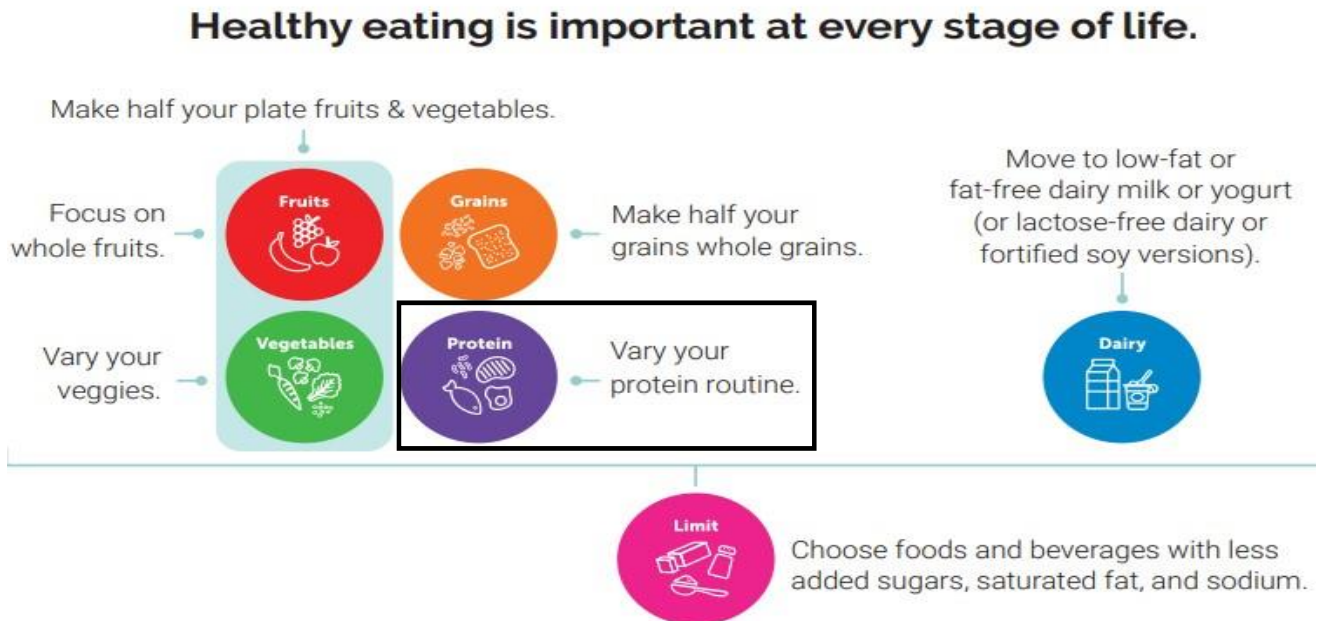 Healthy eating is important at every stage of life.
Make half your plate fruits & vegetables.
Focus on
whole fruits.
Fruits
Grains
Make half your
grains whole grains.
Move to low-fat or
fat-free dairy milk or yogurt
(or lactose-free dairy or
fortified soy versions).
Vary your
veggies.
Vegetables
Protein
Vary your
protein routine.
Dairy
Limit
Choose foods and beverages with less
added sugars, saturated fat, and sodium.